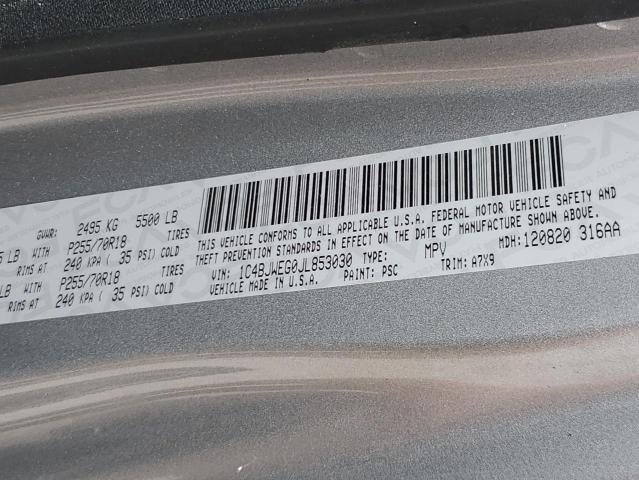 GVWR: 2495 KG 5500 LB
LB WITH P255/70R18 TIRES
RIMS AT 240 KPA ( 35 PSI) COLD
LB WITH P255/70R18 TIRES
RIMS AT 240 KPA ( 35 PSI) COLD
THIS VEHICLE CONFORMS TO ALL APPLICABLE U.S.A. FEDERAL MOTOR VEHICLE SAFETY AND
THEFT PREVENTION STANDARDS IN EFFECT ON THE DATE OF MANUFACTURE SHOWN ABOVE.
MDH: 120820 316AA
VIN: 1C4BJWEG0JL853030 TYPE: MPV
VEHICLE MADE IN U.S.A. PAINT: PSC TRIM: A7X9